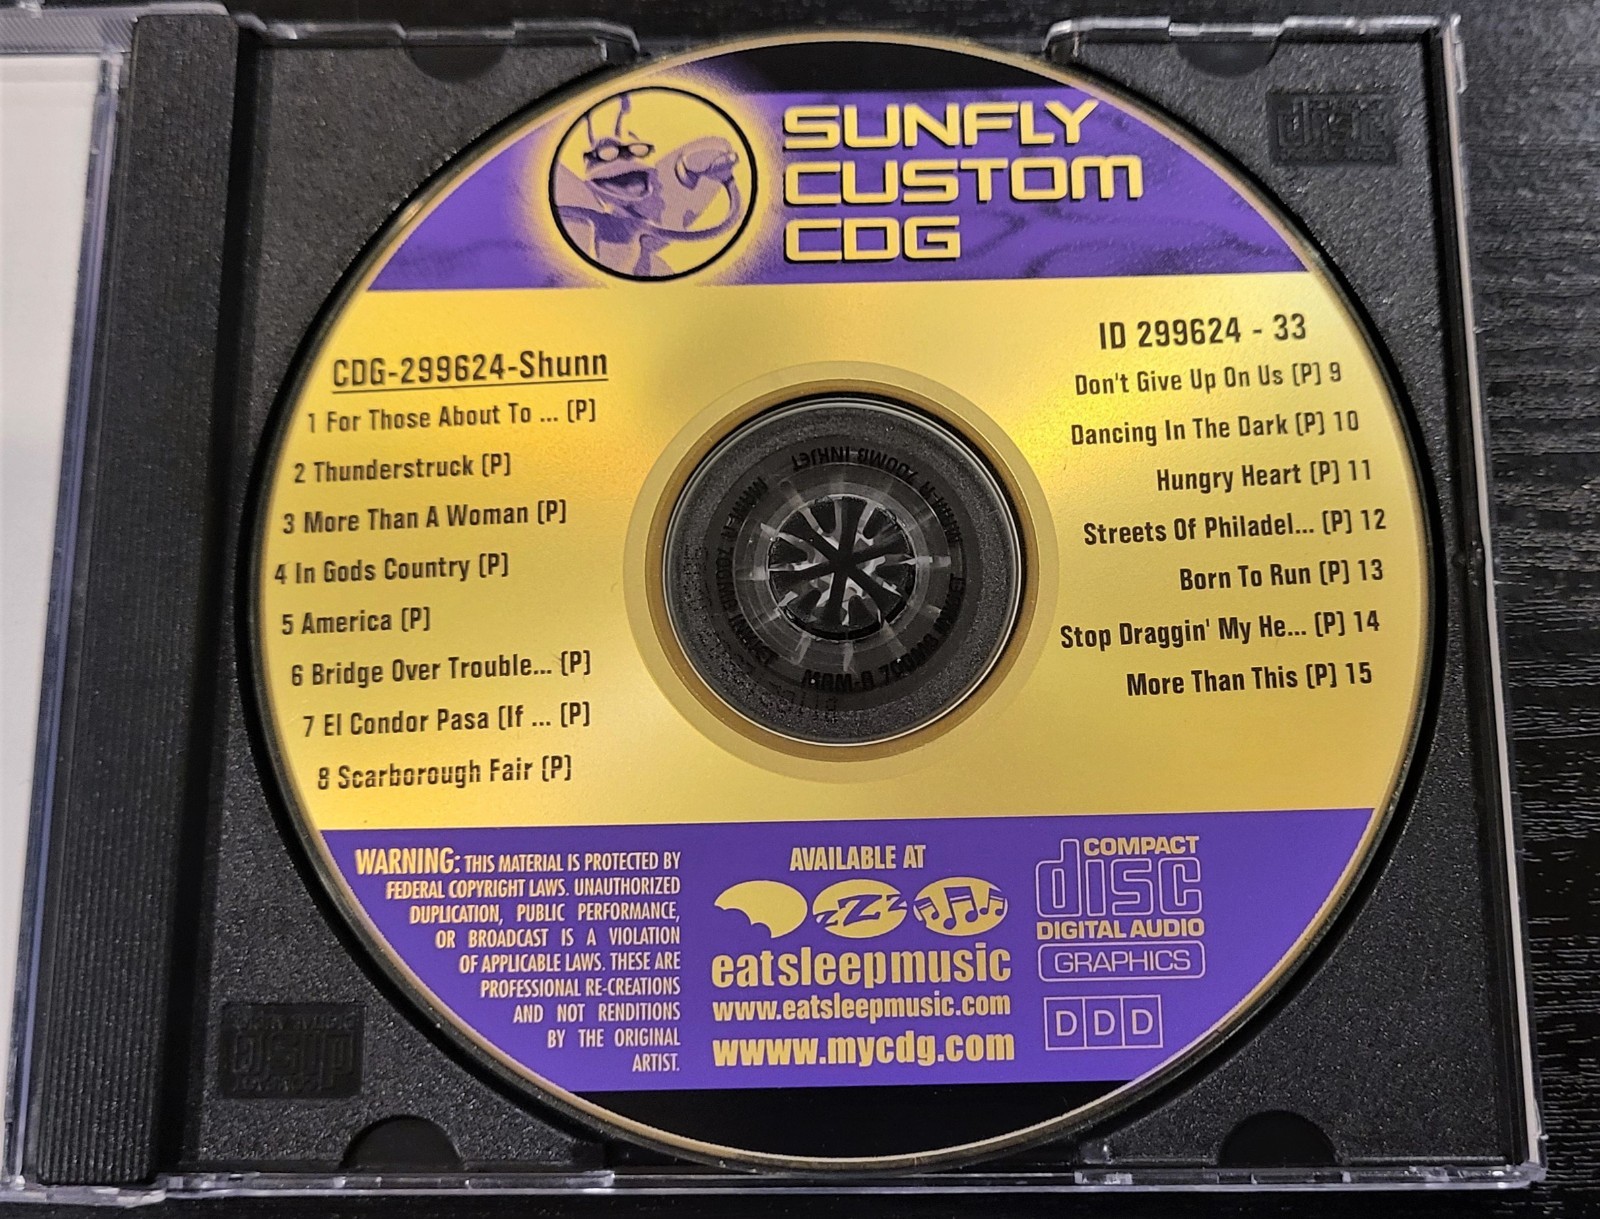 SUNFLY
CUSTOM
CDG
CDG-299624-Shunn
1 For Those About To ... (P)
2 Thunderstruck (P)
3 More Than A Woman (P)
4 In Gods Country (P)
5 America (P)
6 Bridge Over Trouble... (P)
7 El Condor Pasa (If ... (P)
8 Scarborough Fair (P)
ID 299624 - 33
Don't Give Up On Us (P) 9
Dancing In The Dark (P) 10
Hungry Heart (P) 11
Streets Of Philadel... (P) 12
Born To Run (P) 13
Stop Draggin' My He... (P) 14
More Than This (P) 15
WARNING: THIS MATERIAL IS PROTECTED BY
FEDERAL COPYRIGHT LAWS. UNAUTHORIZED
DUPLICATION, PUBLIC PERFORMANCE,
OR BROADCAST IS A VIOLATION
OF APPLICABLE LAWS. THESE ARE
PROFESSIONAL RE-CREATIONS
AND NOT RENDITIONS
BY THE ORIGINAL
ARTIST.
AVAILABLE AT
zZZzz
eatsleepmusic
www.eatsleepmusic.com
wwww.mycdg.com
COMPACT
disc
DIGITAL AUDIO
GRAPHICS
DDD
700MB INKJET
disc
disc